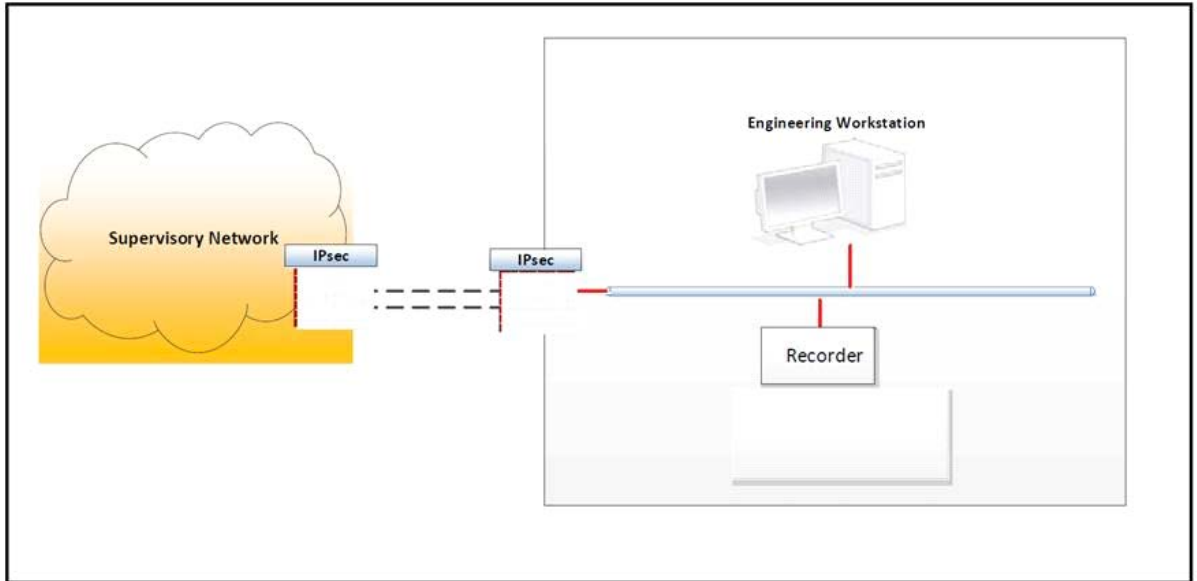 Engineering Workstation
Supervisory Network
IPsec
IPsec
Recorder